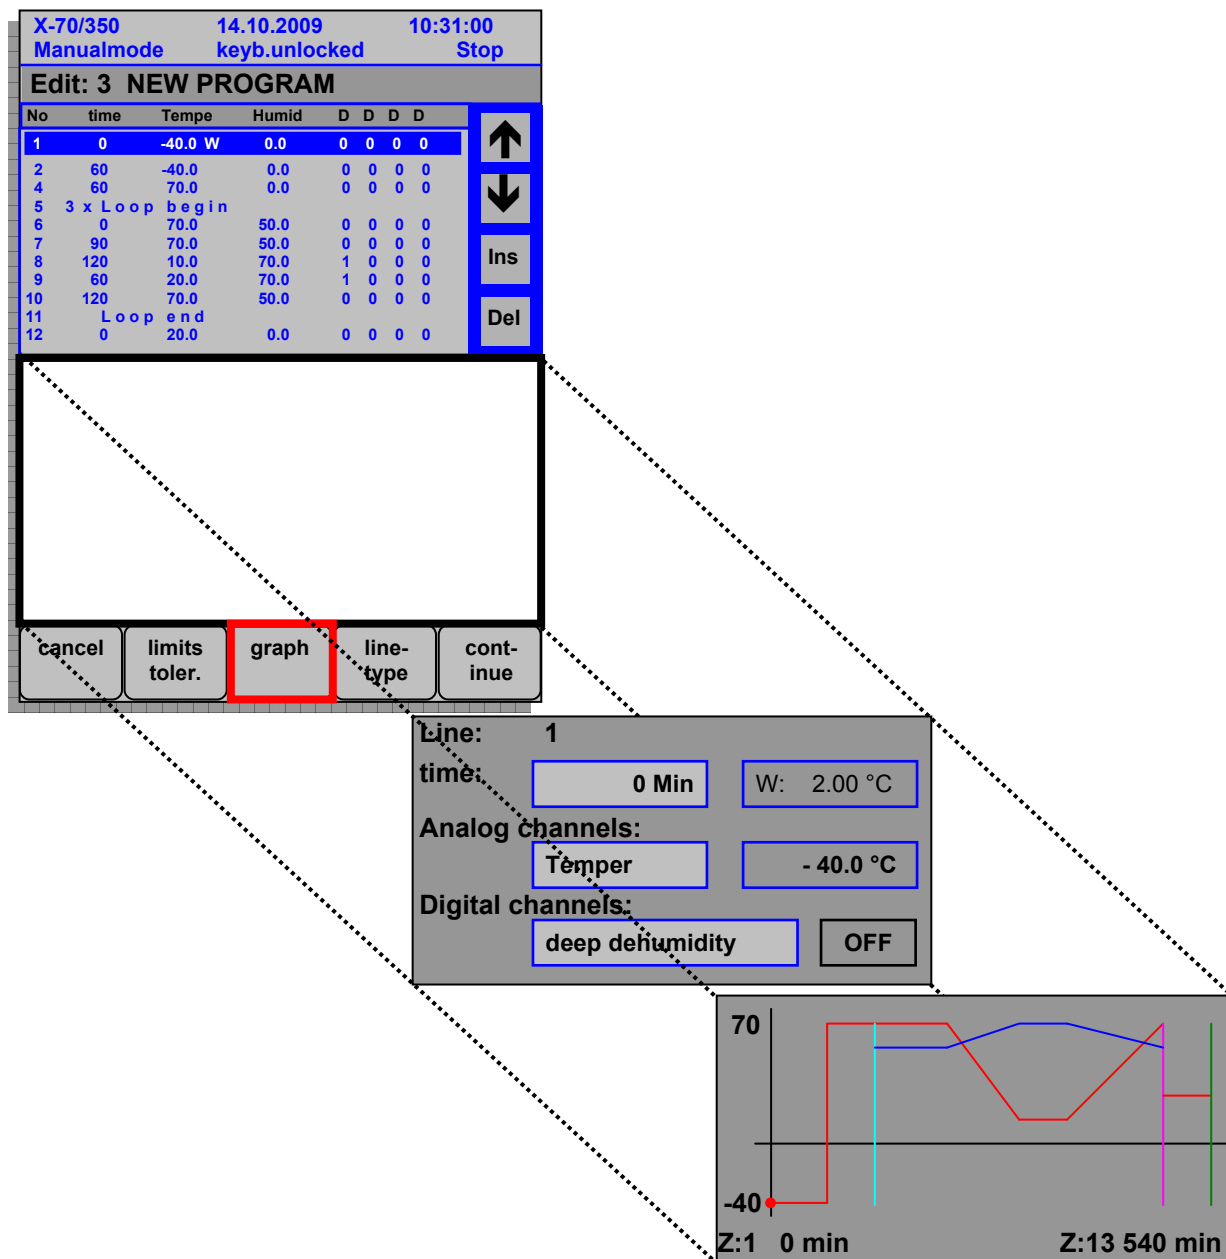 X-70/350 14.10.2009 10:31:00
Manualmode keyb.unlocked Stop
Edit: 3 NEW PROGRAM
No time Tempe Humid D D D D
1 0 -40.0 W 0.0 0 0 0 0
2 60 -40.0 0.0 0 0 0 0
4 60 70.0 0.0 0 0 0 0
5 3 x Loop begin
6 0 70.0 50.0 0 0 0 0
7 90 70.0 50.0 0 0 0 0
8 120 10.0 70.0 1 0 0 0
9 60 20.0 70.0 1 0 0 0
10 120 70.0 50.0 0 0 0 0
11 Loop end
12 0 20.0 0.0 0 0 0 0
Ins
Del
cancel
limits
toler.
graph
line-
type
cont-
inue
Line: 1
time: 0 Min W: 2.00 °C
Analog channels:
Temper - 40.0 °C
Digital channels:
deep dehumidity OFF
70
-40
Z:1 0 min Z:13 540 min